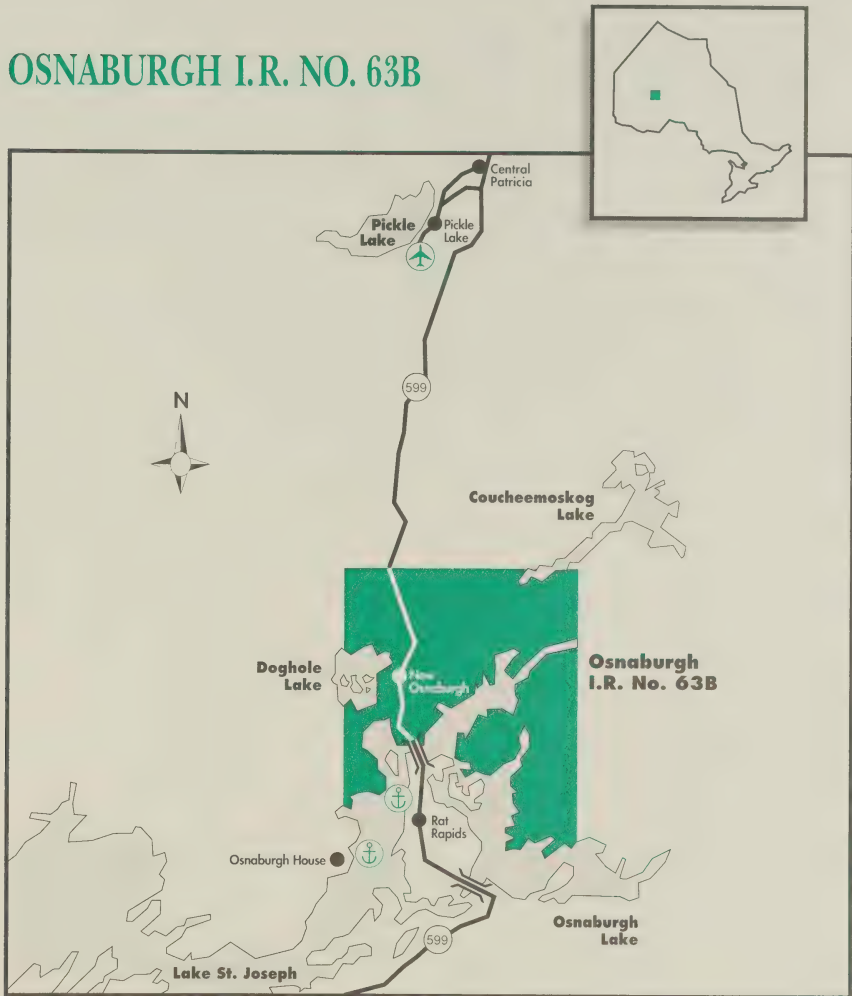 OSNABURGH I.R. NO. 63B
Central
Patricia
Pickle
Lake
Pickle
Lake
599
N
Coucheemoskog
Lake
Doghole
Lake
New
Osnaburgh
Osnaburgh
I.R. No. 63B
Rat
Rapids
Osnaburgh House
Osnaburgh
Lake
599
Lake St. Joseph